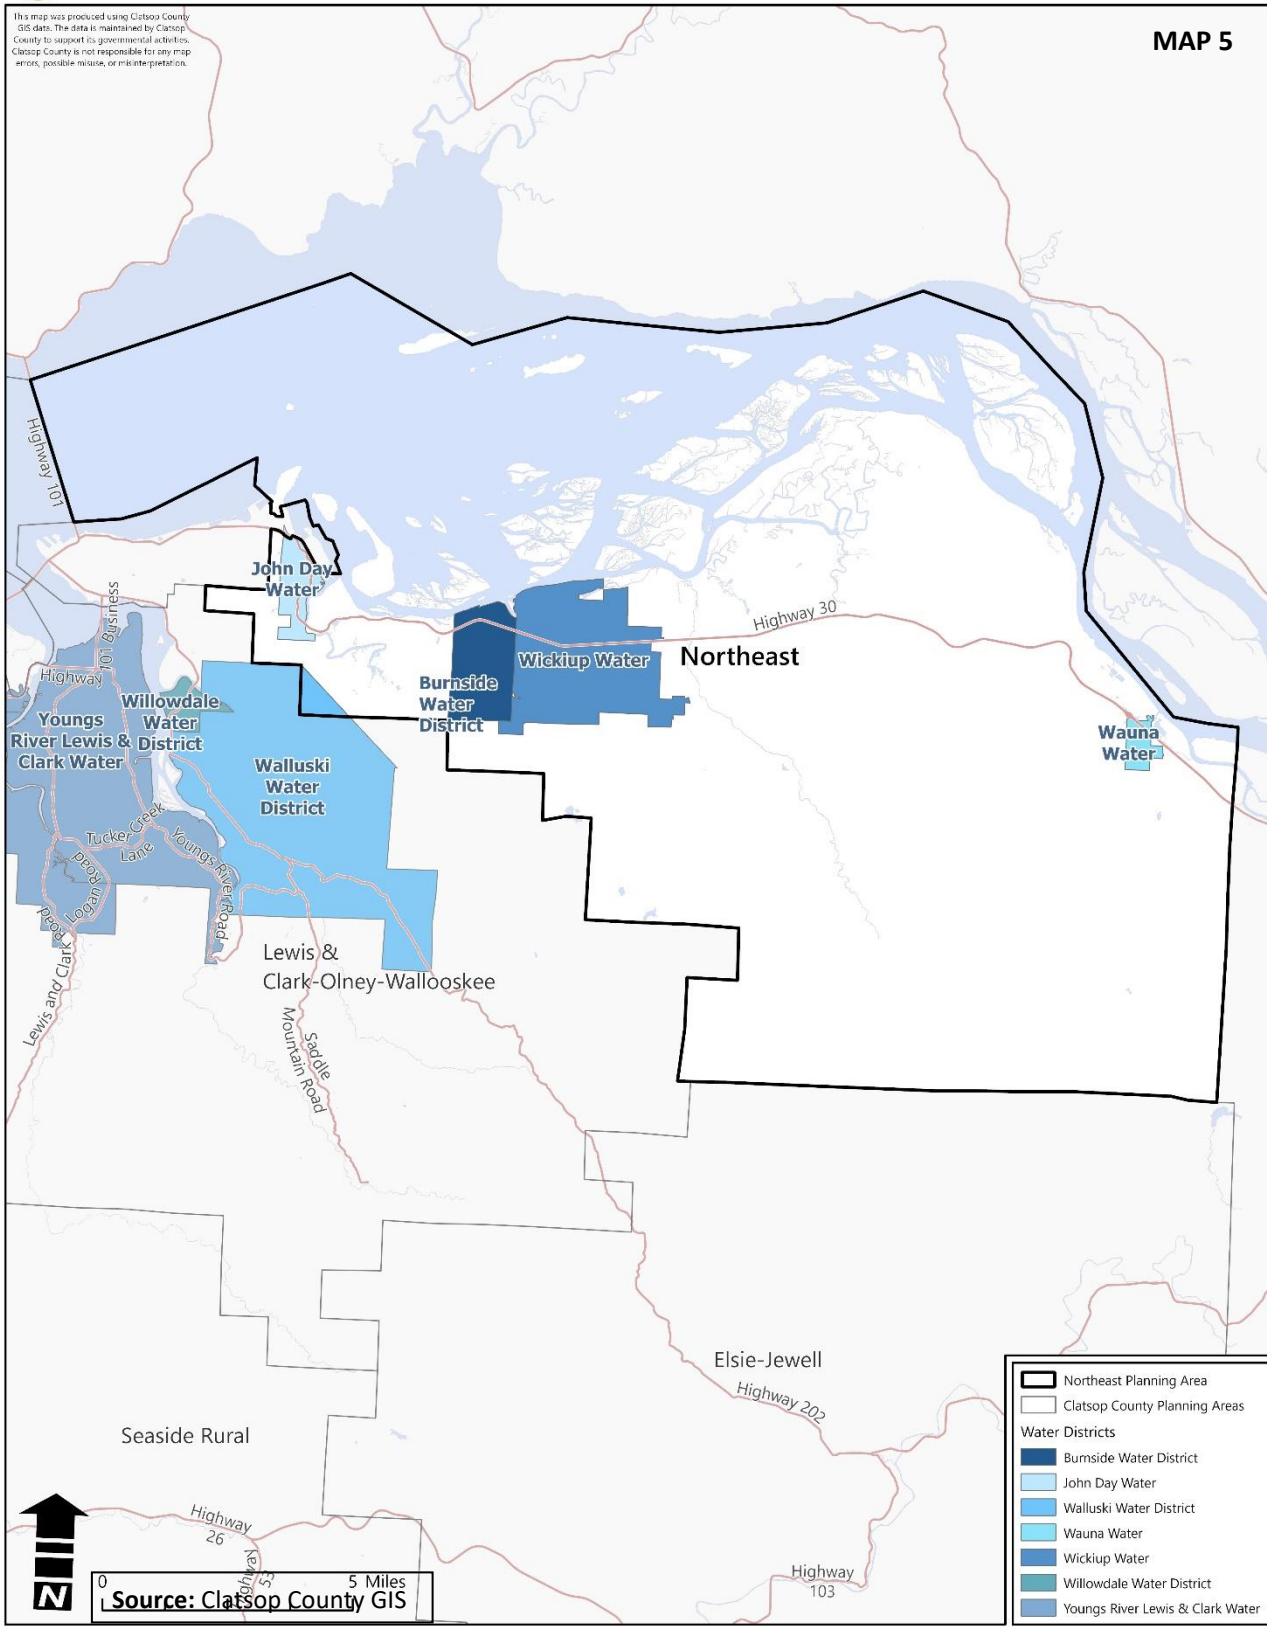 This map was produced using Clatsop County
GIS data. The data is maintained by Clatsop
County to support its governmental activities.
Clatsop County is not responsible for any map
errors, possible misuse, or misinterpretation.
MAP 5
Highway 101
John Day
Water
Highway 30
101 Business
Highway
Wickiup Water
Northeast
Burnside
Water
District
Willowdale
Water
District
Youngs
River Lewis &
Clark Water
Wauna
Water
Walluski
Water
District
Tucker Creek
Lane
Youngs River Road
Logan
Road
Lewis and Clark
Road
Lewis &
Clark-Olney-Wallooskee
Saddle
Mountain Road
Elsie-Jewell
Highway 202
Seaside Rural
Highway
26
Highway
53
Highway
103
N
0
5 Miles
Source: Clatsop County GIS
Northeast Planning Area
Clatsop County Planning Areas
Water Districts
Burnside Water District
John Day Water
Walluski Water District
Wauna Water
Wickiup Water
Willowdale Water District
Youngs River Lewis & Clark Water